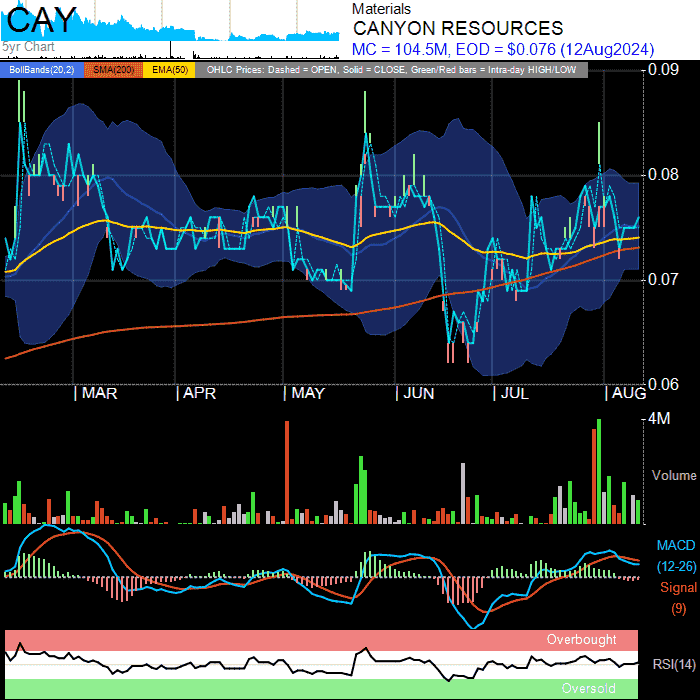 CAY
5yr Chart
Materials
CANYON RESOURCES
MC = 104.5M, EOD = $0.076 (12Aug2024)
BollBands(20,2) SMA(200) EMA(50) OHLC Prices: Dashed = OPEN, Solid = CLOSE, Green/Red bars = Intra-day HIGH/LOW
0.09
0.08
0.07
0.06
MAR APR MAY JUN JUL AUG
4M
Volume
MACD
(12-26)
Signal
(9)
Overbought
RSI(14)
Oversold